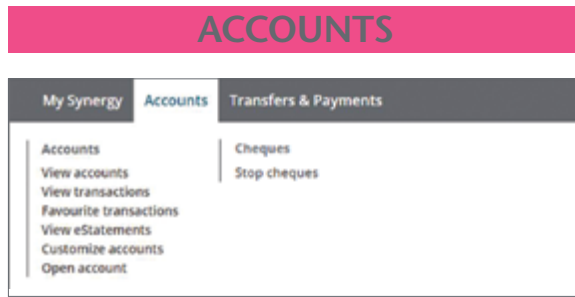 ACCOUNTS
My Synergy Accounts Transfers & Payments
Accounts
View accounts
View transactions
Favourite transactions
View eStatements
Customize accounts
Open account
Cheques
Stop cheques